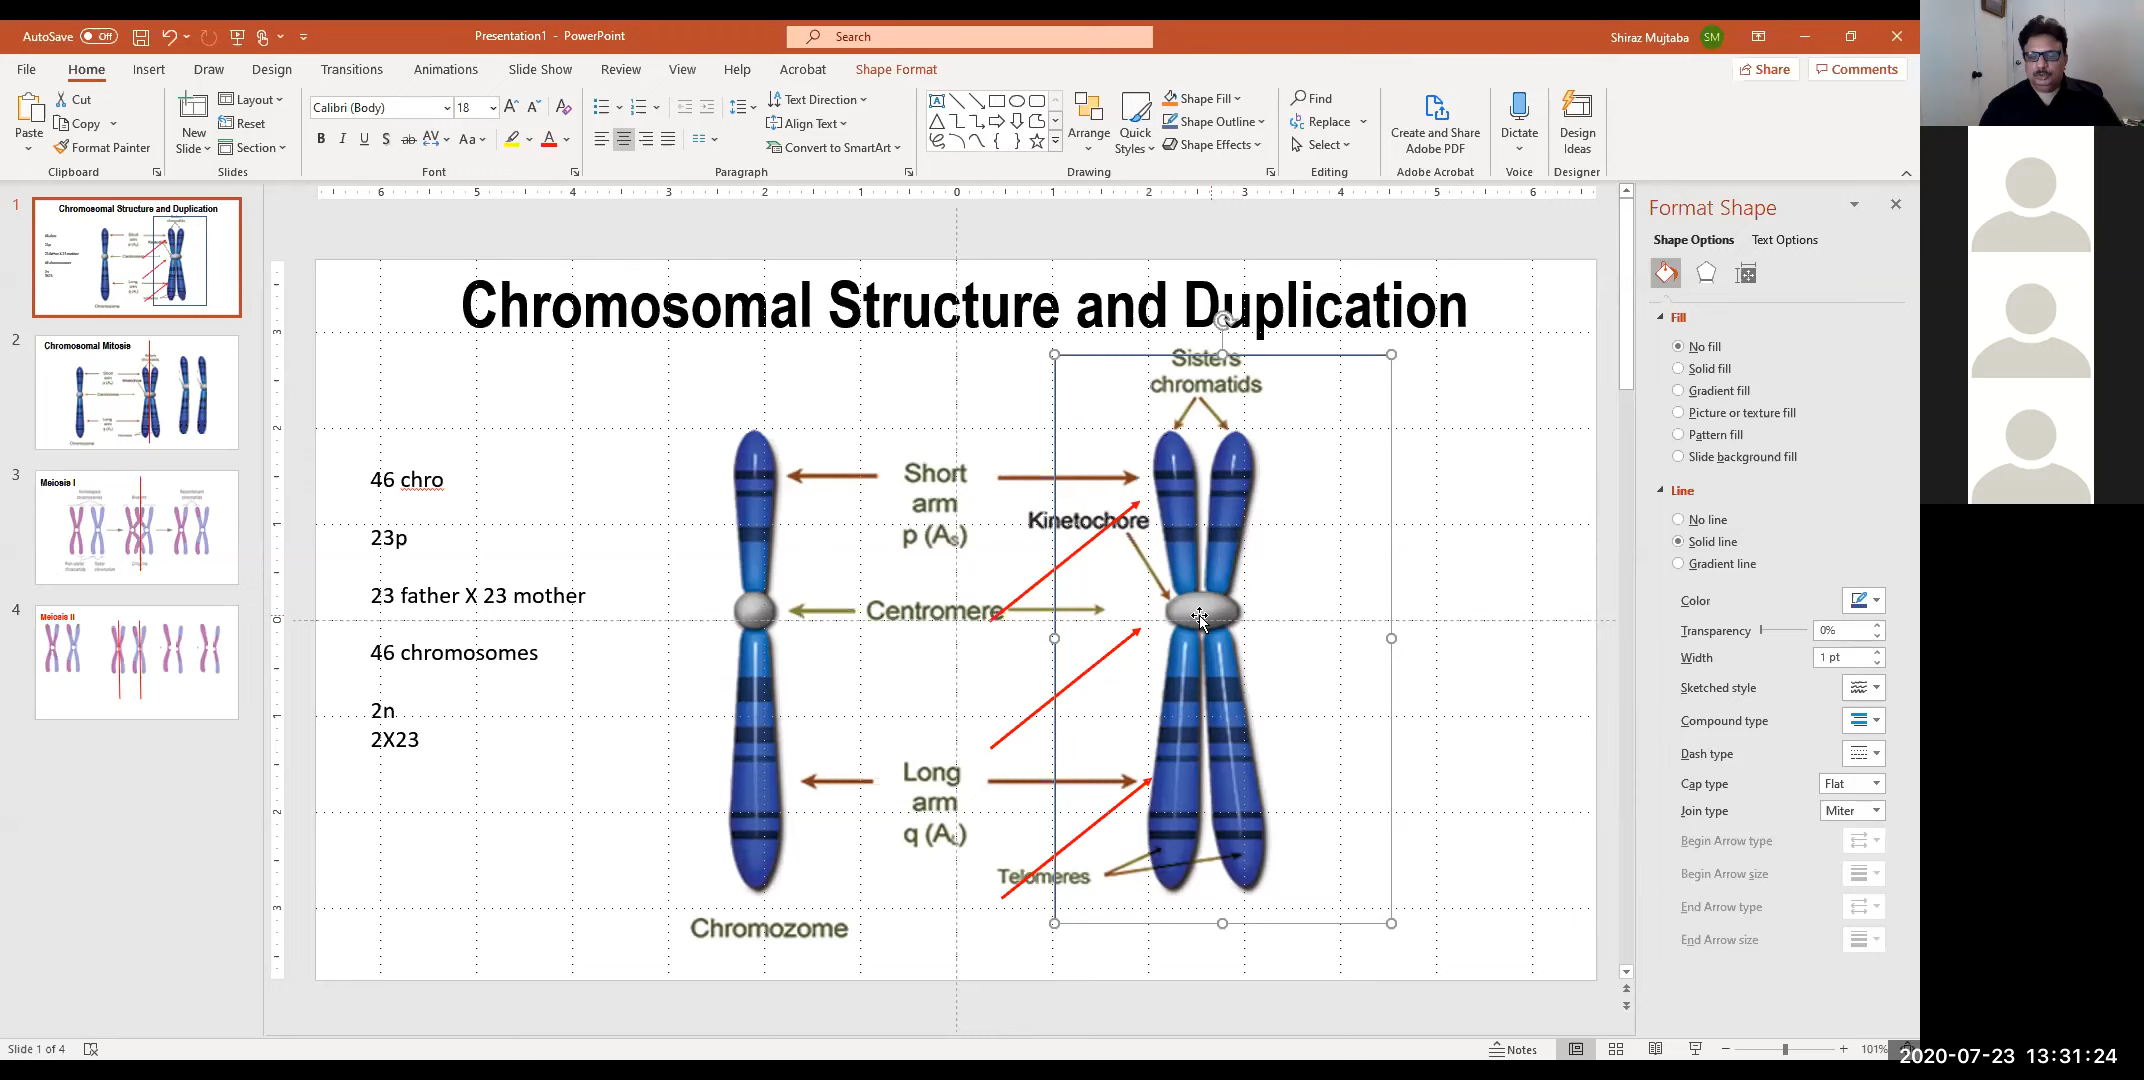 AutoSave Off
Presentation1 - PowerPoint
Search
Shiraz Mujtaba SM
File Home Insert Draw Design Transitions Animations Slide Show Review View Help Acrobat Shape Format
Share Comments
Paste Cut Copy Format Painter
Clipboard
New Slide Layout Reset Section
Slides
Calibri (Body) 18
Font
Text Direction
Align Text
Convert to SmartArt
Paragraph
Arrange Quick Styles
Shape Fill
Shape Outline
Shape Effects
Drawing
Find
Replace
Select
Editing
Create and Share Adobe PDF
Adobe Acrobat
Dictate
Voice
Design Ideas
Designer
1
Chromosomal Structure and Duplication
2
Chromosomal Mitosis
3
Meiosis I
4
Meiosis II
Chromosomal Structure and Duplication
Sisters
chromatids
46 chro
23p
23 father X 23 mother
46 chromosomes
2n
2X23
Short
arm
p (As)
Kinetochore
Centromere
Long
arm
q (AL)
Telomeres
Chromozome
Format Shape
Shape Options Text Options
Fill
No fill
Solid fill
Gradient fill
Picture or texture fill
Pattern fill
Slide background fill
Line
No line
Solid line
Gradient line
Color
Transparency 0%
Width 1 pt
Sketched style
Compound type
Dash type
Cap type Flat
Join type Miter
Begin Arrow type
Begin Arrow size
End Arrow type
End Arrow size
Slide 1 of 4
Notes
101%
2020-07-23 13:31:24